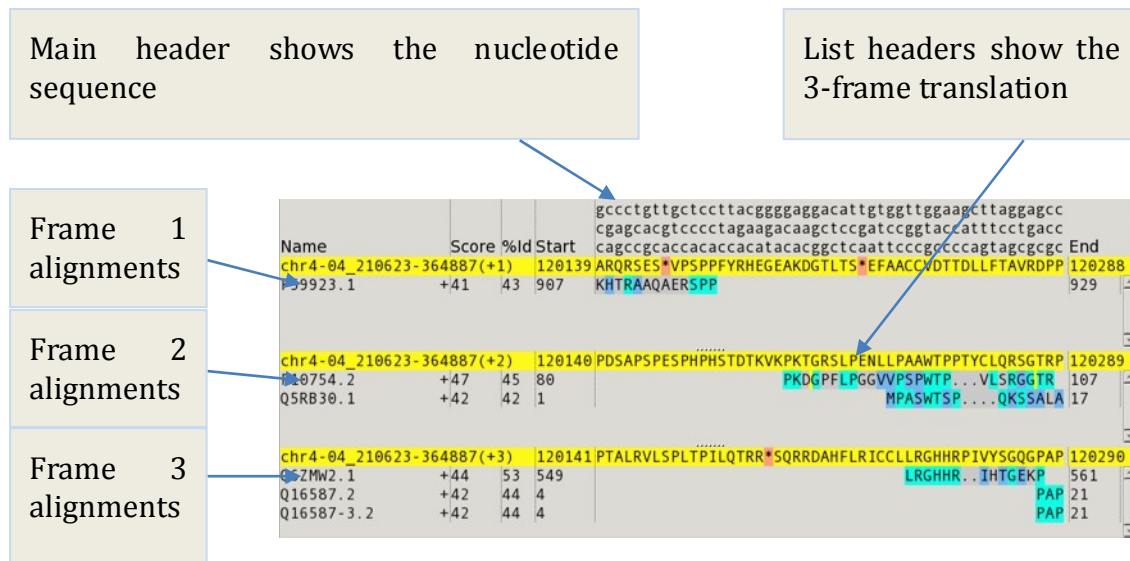 Main header shows the nucleotide
sequence
List headers show the
3-frame translation
Frame 1
alignments
Frame 2
alignments
Frame 3
alignments
gccctgttgctccttacggggaggacattgtggttggaagcttaggagcc
cgagcacgtcccctagaagacaagctccgatccggtaccatttcctgacc
Name Score %Id Start cagccgcaccacaccacatacacggctcaattcccgccccagtagcgcgc End
chr4-04_210623-364887(+1) 120139 ARQRSES*VPSPPFYRHEGEAKDGTLTS*EFAACCVDTTDLLFTAVRDPP 120288
+ 41 43 907 KHTRAAQAERSPP 929
chr4-04_210623-364887(+2) 120140 PDSAPSPESPHPHSTDTKVKPKTGRSLPENLLPAAWTPPTYCLQRSGTRP 120289
+ 47 45 80 PKDGPFLPGGVVPSPWTP...VLSRGGTR 107
Q5RB30.1 + 42 42 1 MPASWTSP....QKSSALA 17
chr4-04_210623-364887(+3) 120141 PTALRVLSPLTPILQTRR*SQRRDAHFLRICCLLRGHHRPIVYSGQGPAP 120290
+ 44 53 549 LRGHHR..IHTGEKP 561
Q16587.2 + 42 44 4 PAP 21
Q16587-3.2 + 42 44 4 PAP 21